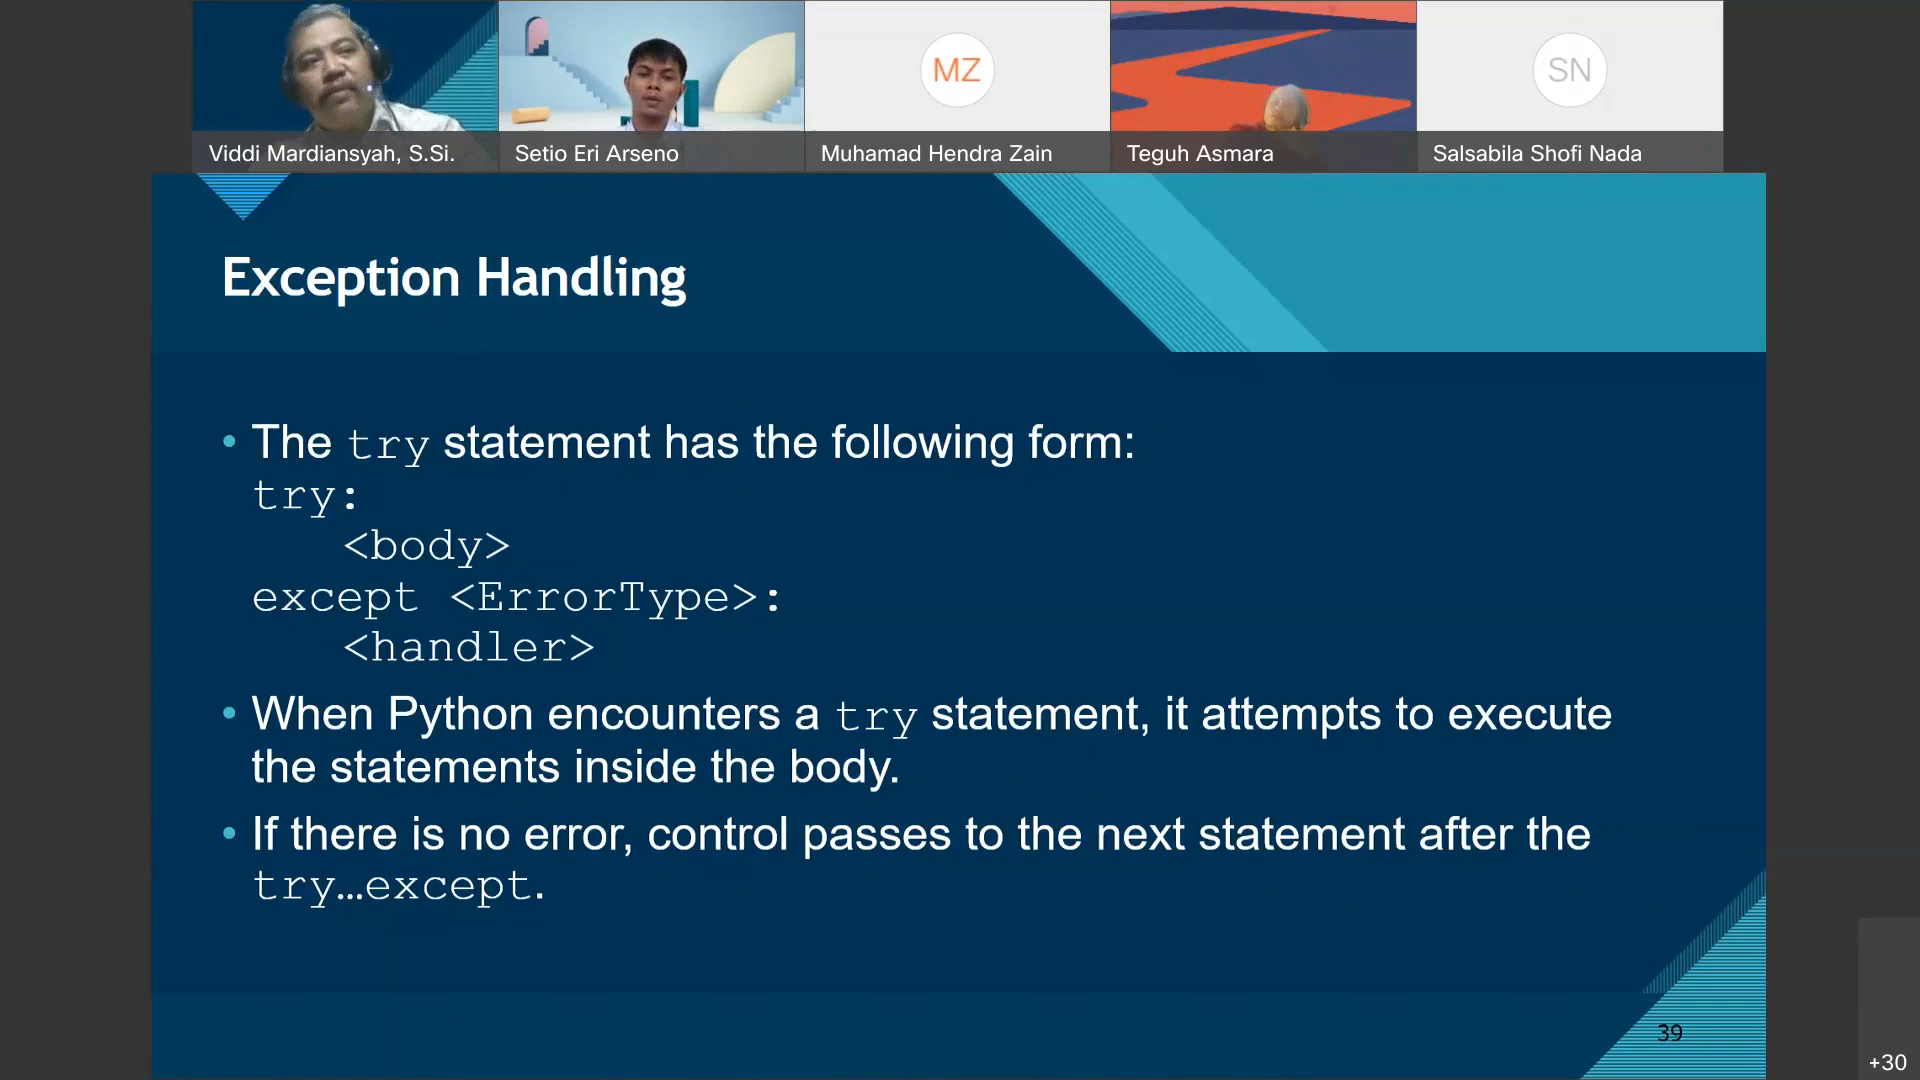 MZ
SN
Viddi Mardiansyah, S.Si.
Setio Eri Arseno
Muhamad Hendra Zain
Teguh Asmara
Salsabila Shofi Nada
Exception Handling
• The try statement has the following form:
try:
<body>
except <ErrorType>:
<handler>
• When Python encounters a try statement, it attempts to execute
the statements inside the body.
• If there is no error, control passes to the next statement after the
try…except.
39
+30